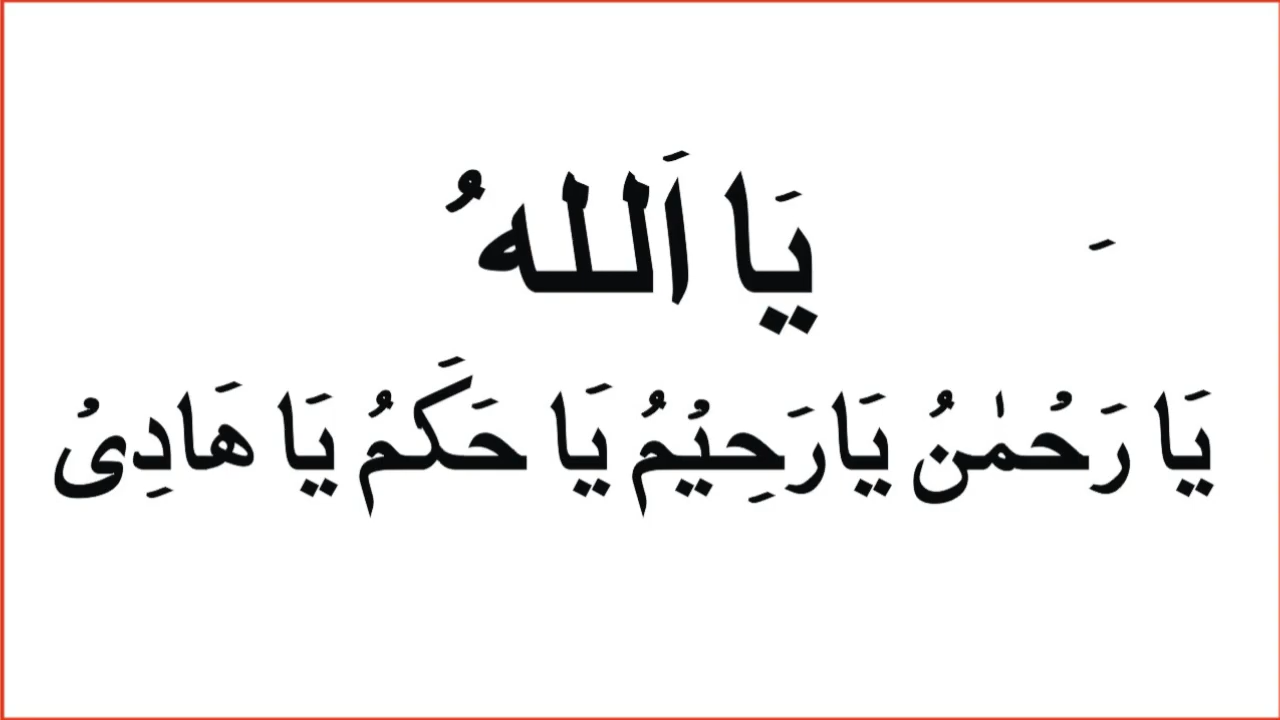 يَا اَللهُ
يَا رَحُمٰنُ يَارَحِيُمُ يَا حَكَمُ يَا هَادِىُ